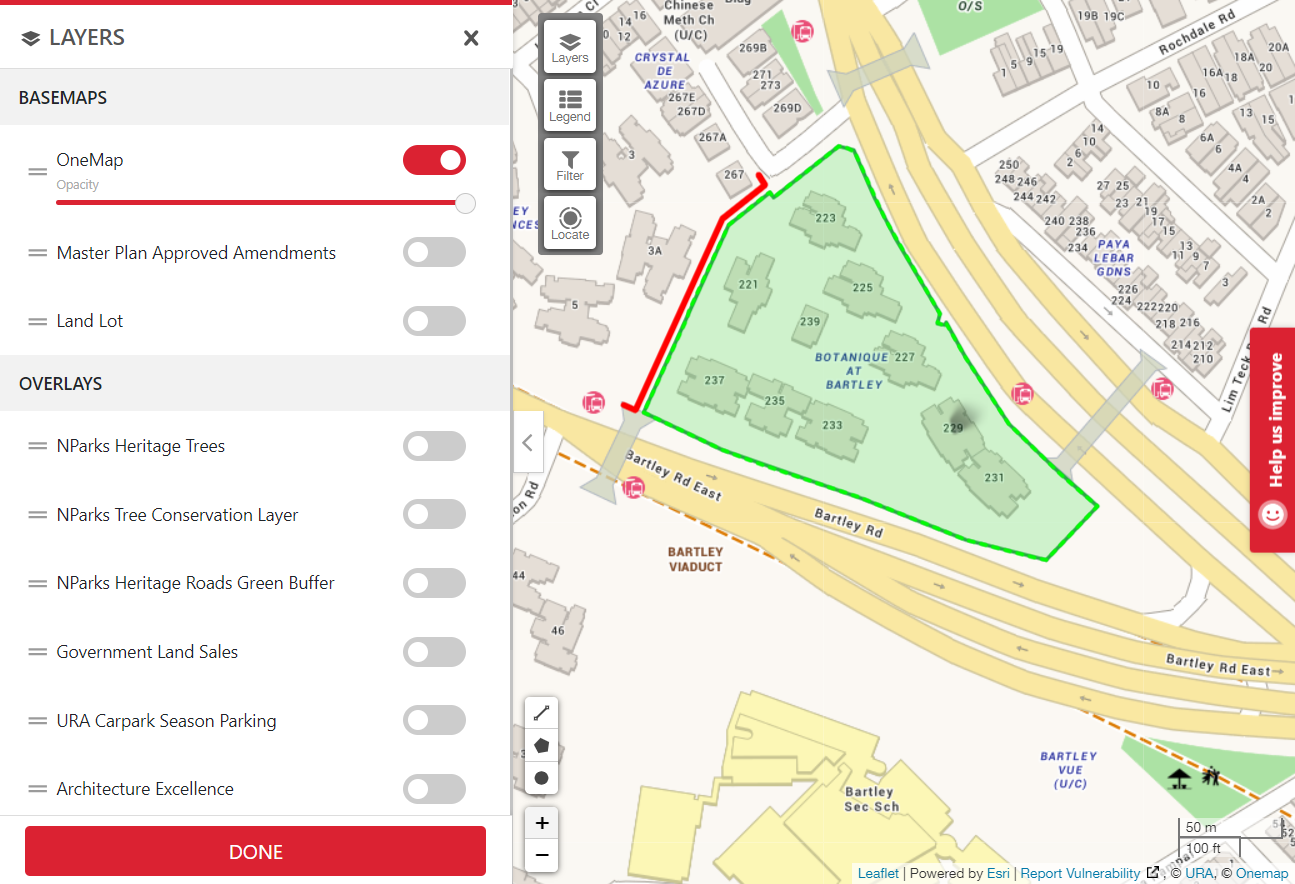 LAYERS
BASEMAPS
OneMap
Opacity
Master Plan Approved Amendments
Land Lot
OVERLAYS
NParks Heritage Trees
NParks Tree Conservation Layer
NParks Heritage Roads Green Buffer
Government Land Sales
URA Carpark Season Parking
Architecture Excellence
DONE
Layers
Legend
Filter
Locate
Chinese
Meth Ch
(U/C)
14 16
12
CRYSTAL
DE
AZURE
269B
271
273
267E
267D
269D
267A
267
3
3A
5
O/S
19B 19C
Rochdale Rd
1 5 9 15 19
20A
18A
16A 18
20
16
10
8A
8
13
15
6A
6
4A
4
2A
2
14
10
6
2
250
248 246
244 242
240 238
236
234
27 25
23 21
19
17
15
13
11 9 7
3
PAYA
LEBAR
GDNS
226
224
222 220
218 216
214 212
210
Lim Teck
Rd
223
221
225
239
227
BOTANIQUE
AT
BARTLEY
237
235
233
229
231
Help us improve
Bartley Rd East
Bartley Rd
on Rd
BARTLEY
VIADUCT
44
46
Bartley Rd East
BARTLEY
VUE
(U/C)
Bartley
Sec Sch
+
−
50 m
100 ft
Leaflet | Powered by Esri | Report Vulnerability , © URA, © Onemap